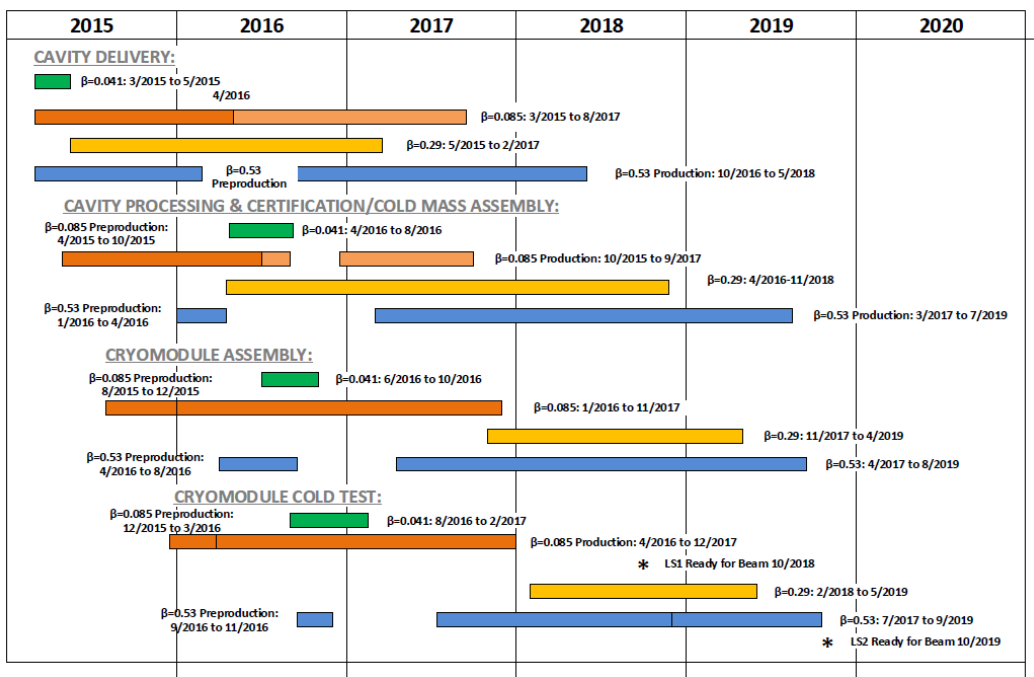 2015 2016 2017 2018 2019 2020
CAVITY DELIVERY:
β=0.041: 3/2015 to 5/2015
4/2016
β=0.085: 3/2015 to 8/2017
β=0.29: 5/2015 to 2/2017
β=0.53
Preproduction
β=0.53 Production: 10/2016 to 5/2018
CAVITY PROCESSING & CERTIFICATION/COLD MASS ASSEMBLY:
β=0.085 Preproduction:
4/2015 to 10/2015
β=0.041: 4/2016 to 8/2016
β=0.085 Production: 10/2015 to 9/2017
β=0.29: 4/2016-11/2018
β=0.53 Preproduction:
1/2016 to 4/2016
β=0.53 Production: 3/2017 to 7/2019
CRYOMODULE ASSEMBLY:
β=0.085 Preproduction:
8/2015 to 12/2015
β=0.041: 6/2016 to 10/2016
β=0.085: 1/2016 to 11/2017
β=0.29: 11/2017 to 4/2019
β=0.53 Preproduction:
4/2016 to 8/2016
β=0.53: 4/2017 to 8/2019
CRYOMODULE COLD TEST:
β=0.085 Preproduction:
12/2015 to 3/2016
β=0.041: 8/2016 to 2/2017
β=0.085 Production: 4/2016 to 12/2017
* LS1 Ready for Beam 10/2018
β=0.29: 2/2018 to 5/2019
β=0.53 Preproduction:
9/2016 to 11/2016
β=0.53: 7/2017 to 9/2019
* LS2 Ready for Beam 10/2019